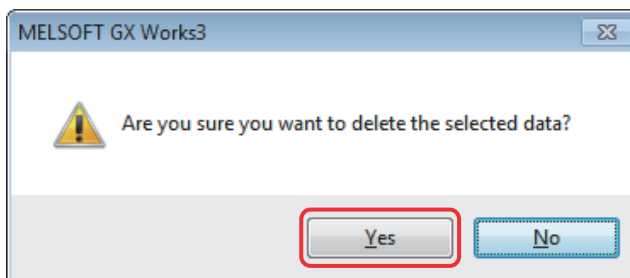 MELSOFT GX Works3
Are you sure you want to delete the selected data?
Yes
No